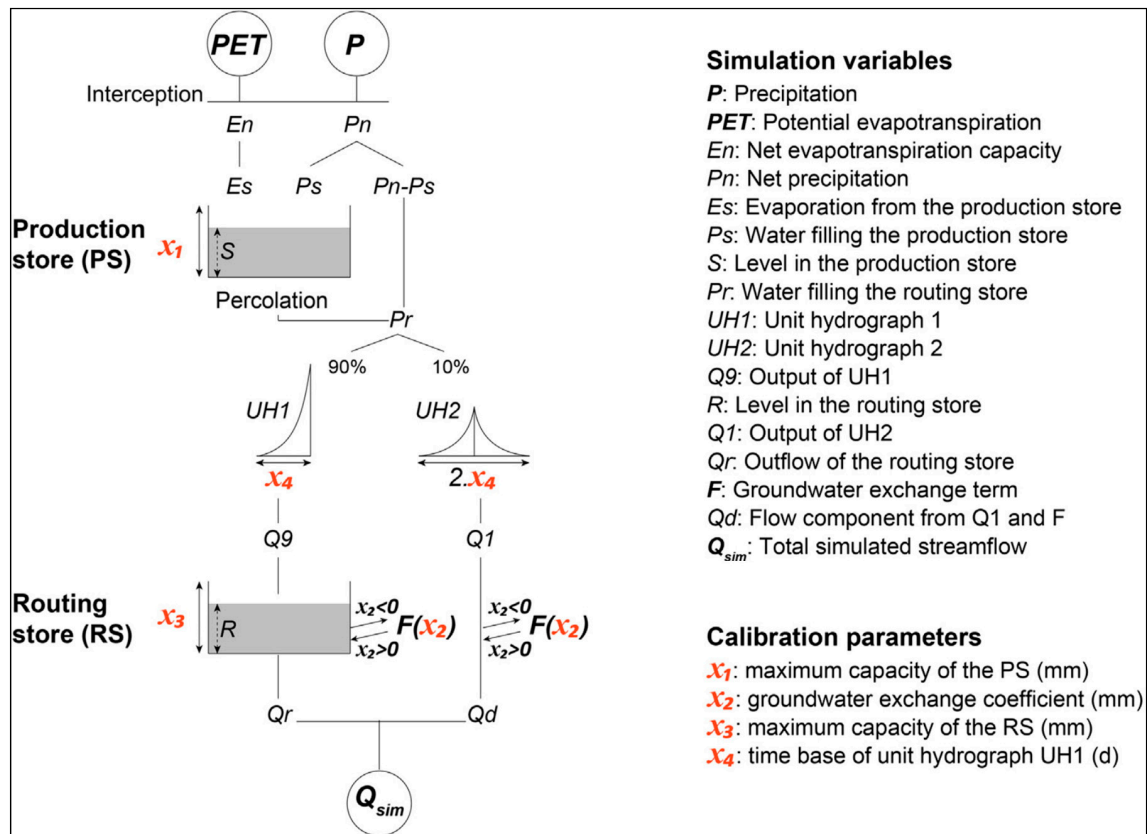 PET P
Interception
En Pn
Es Ps Pn-Ps
Production
store (PS)
x₁
S
Percolation
Pr
90% 10%
UH1 UH2
x₄ 2.x₄
Q9 Q1
Routing
store (RS)
x₃
R
x₂<0 x₂<0
F(x₂) F(x₂)
x₂>0 x₂>0
Qr Qd
Qsim
Simulation variables
P: Precipitation
PET: Potential evapotranspiration
En: Net evapotranspiration capacity
Pn: Net precipitation
Es: Evaporation from the production store
Ps: Water filling the production store
S: Level in the production store
Pr: Water filling the routing store
UH1: Unit hydrograph 1
UH2: Unit hydrograph 2
Q9: Output of UH1
R: Level in the routing store
Q1: Output of UH2
Qr: Outflow of the routing store
F: Groundwater exchange term
Qd: Flow component from Q1 and F
Qsim: Total simulated streamflow
Calibration parameters
x₁: maximum capacity of the PS (mm)
x₂: groundwater exchange coefficient (mm)
x₃: maximum capacity of the RS (mm)
x₄: time base of unit hydrograph UH1 (d)